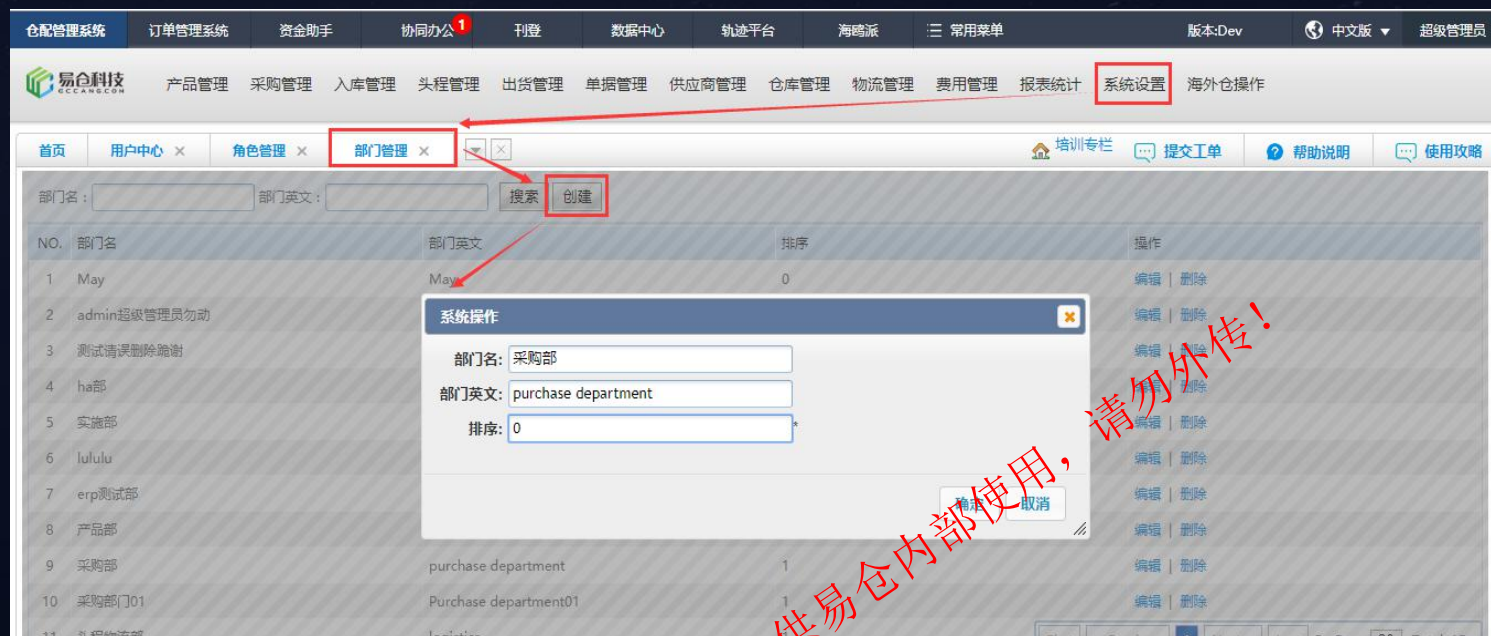 仓配管理系统 订单管理系统 资金助手 协同办公 1 刊登 数据中心 轨迹平台 海鸥派 常用菜单 版本:Dev 中文版 超级管理员
易仓科技 产品管理 采购管理 入库管理 头程管理 出货管理 单据管理 供应商管理 仓库管理 物流管理 费用管理 报表统计 系统设置 海外仓操作
ECCANG.COM
首页 用户中心 角色管理 部门管理 培训专栏 提交工单 帮助说明 使用攻略
部门名: 部门英文: 搜索 创建
NO. 部门名 部门英文 排序 操作
1 May May 0 编辑 | 删除
2 admin超级管理员勿动 编辑 | 删除
3 测试请误删除跪谢 编辑 | 删除
4 ha部 编辑 | 删除
5 实施部 编辑 | 删除
6 lululu 编辑 | 删除
7 erp测试部 编辑 | 删除
8 产品部 编辑 | 删除
9 采购部 purchase department 1 编辑 | 删除
10 采购部门01 Purchase department01 1 编辑 | 删除
11 头程物流部 logistics
系统操作
部门名: 采购部
部门英文: purchase department
排序: 0 *
确定 取消
供易仓内部使用，请勿外传！